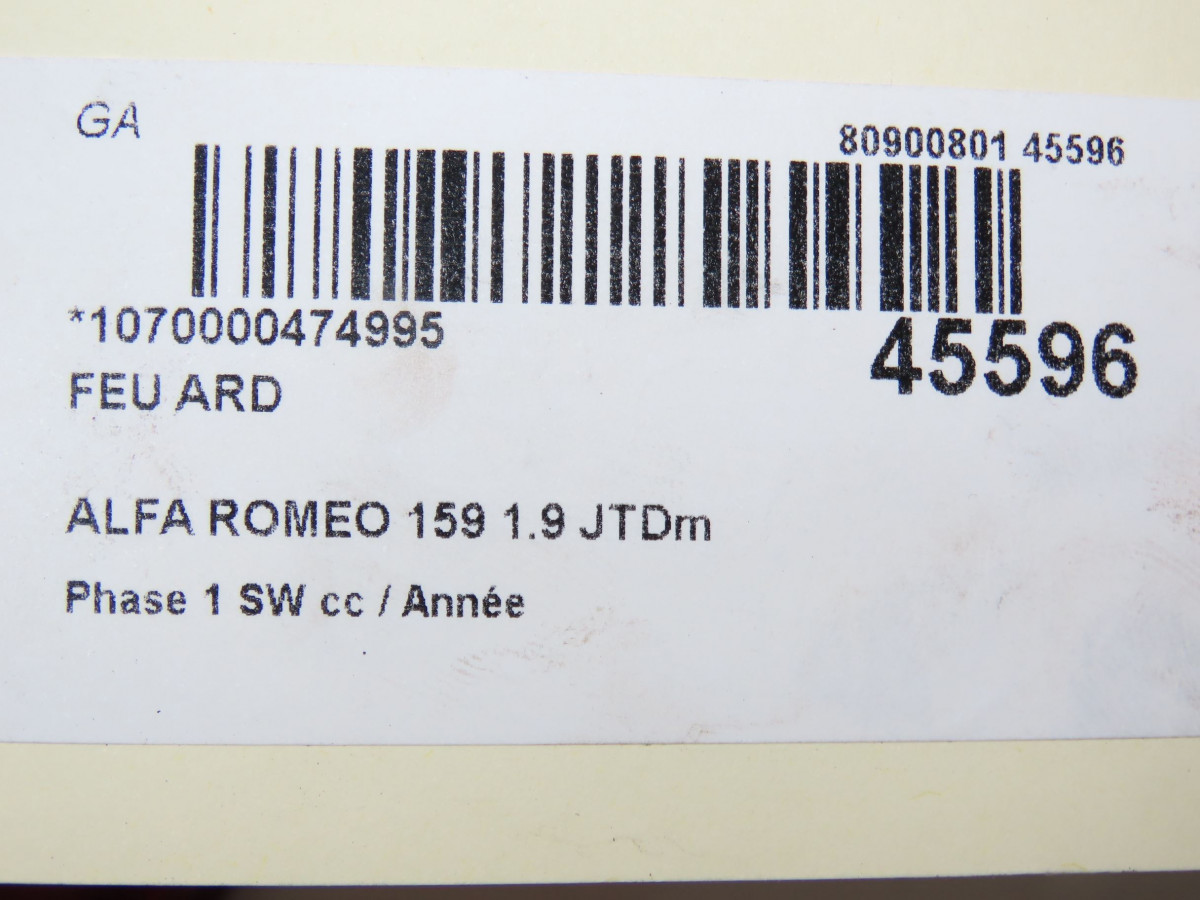 GA
80900801 45596
*1070000474995
45596
FEU ARD
ALFA ROMEO 159 1.9 JTDm
Phase 1 SW cc / Année